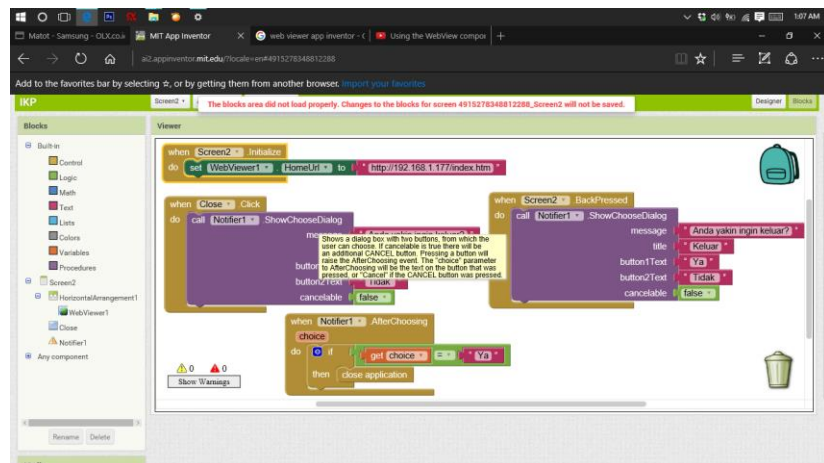 1:07 AM
Matot - Samsung - OLX.co.i
MIT App Inventor
web viewer app inventor - (
Using the WebView compor
ai2.appinventor.mit.edu/?locale=en#4915278348812288
Add to the favorites bar by selecting ☆, or by getting them from another browser. Import your favorites
IKP
Screen2
The blocks area did not load properly. Changes to the blocks for screen 4915278348812288_Screen2 will not be saved.
Designer
Blocks
Blocks
Viewer
Built-in
Control
Logic
Math
Text
Lists
Colors
Variables
Procedures
Screen2
HorizontalArrangement1
WebViewer1
Close
Notifier1
Any component
Rename
Delete
when Screen2 .Initialize
do set WebViewer1 . HomeUrl to " http://192.168.1.177/index.htm "
when Close .Click
do call Notifier1 .ShowChooseDialog
Shows a dialog box with two buttons, from which the
user can choose. If cancelable is true there will be
an additional CANCEL button. Pressing a button will
raise the AfterChoosing event. The "choice" parameter
to AfterChoosing will be the text on the button that was
pressed, or "Cancel" if the CANCEL button was pressed.
button2Text " Tidak "
cancelable false
when Screen2 .BackPressed
do call Notifier1 .ShowChooseDialog
message " Anda yakin ingin keluar? "
title " Keluar "
button1Text " Ya "
button2Text " Tidak "
cancelable false
when Notifier1 .AfterChoosing
choice
do if get choice = " Ya "
then close application
0 0
Show Warnings